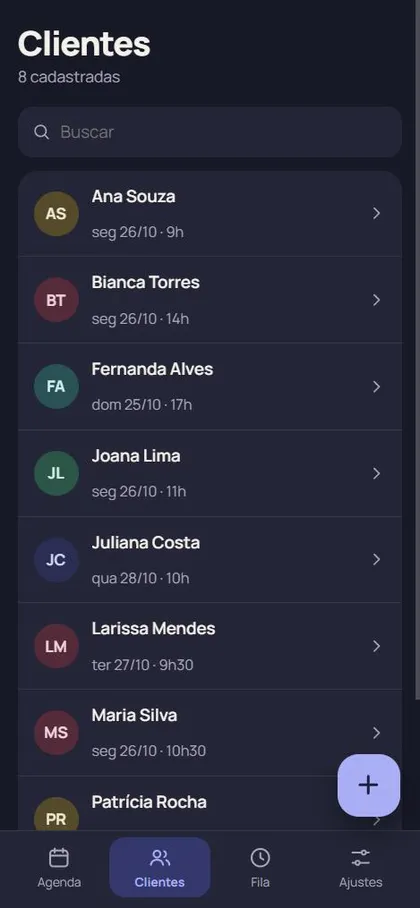 Clientes
8 cadastradas
Buscar
AS
Ana Souza
seg 26/10 · 9h
BT
Bianca Torres
seg 26/10 · 14h
FA
Fernanda Alves
dom 25/10 · 17h
JL
Joana Lima
seg 26/10 · 11h
JC
Juliana Costa
qua 28/10 · 10h
LM
Larissa Mendes
ter 27/10 · 9h30
MS
Maria Silva
seg 26/10 · 10h30
PR
Patrícia Rocha
Agenda
Clientes
Fila
Ajustes